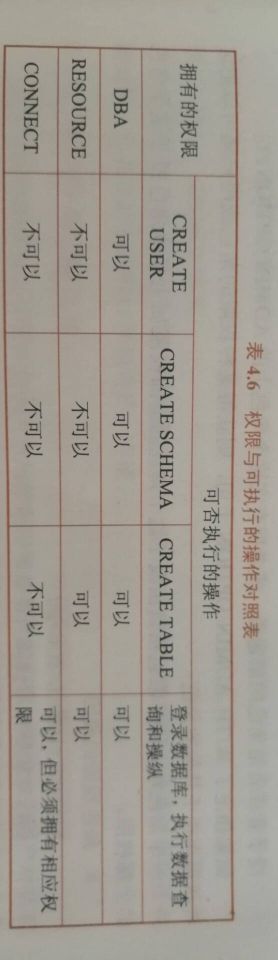 表 4.6 权限与可执行的操作对照表
拥有的权限
可否执行的操作
CREATE
USER
CREATE SCHEMA
CREATE TABLE
登录数据库，执行数据查
询和操纵
DBA
可以
可以
可以
可以
RESOURCE
不可以
不可以
可以
可以
CONNECT
不可以
不可以
不可以
可以，但必须拥有相应权
限